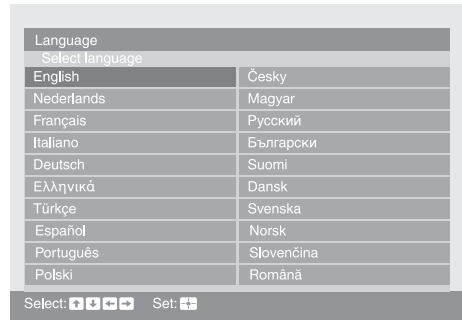 Language
Select language
English Česky
Nederlands Magyar
Français Русский
Italiano Български
Deutsch Suomi
Ελληνικά Dansk
Türkçe Svenska
Español Norsk
Português Slovenčina
Polski Română
Select: ↑ ↓ ← → Set: